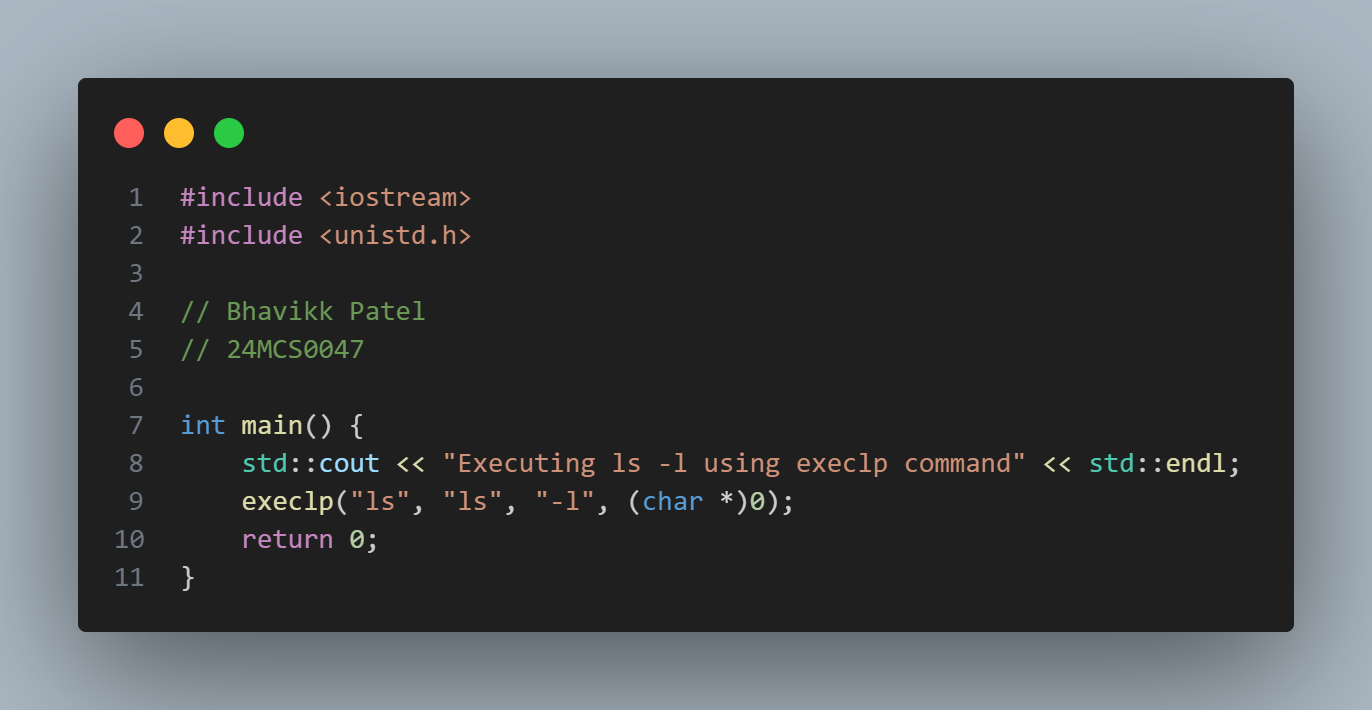 1 #include <iostream>
2 #include <unistd.h>
3
4 // Bhavikk Patel
5 // 24MCS0047
6
7 int main() {
8     std::cout << "Executing ls -l using execlp command" << std::endl;
9     execlp("ls", "ls", "-l", (char *)0);
10     return 0;
11 }